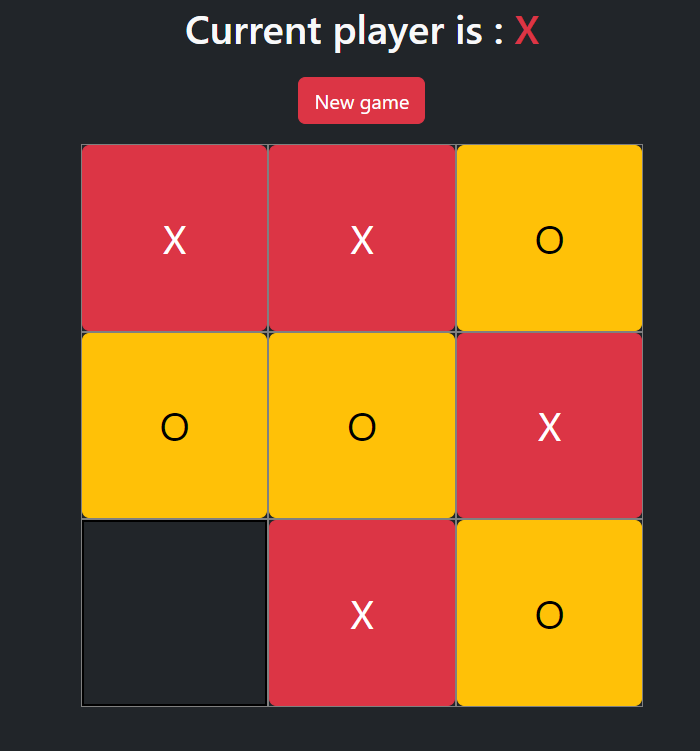 Current player is : X
New game
X X O
O O X
X O